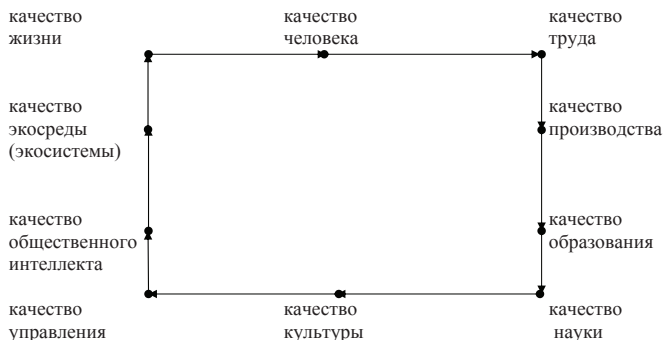 качество
жизни
качество
человека
качество
труда
качество
экосреды
(экосистемы)
качество
производства
качество
общественного
интеллекта
качество
образования
качество
управления
качество
культуры
качество
науки